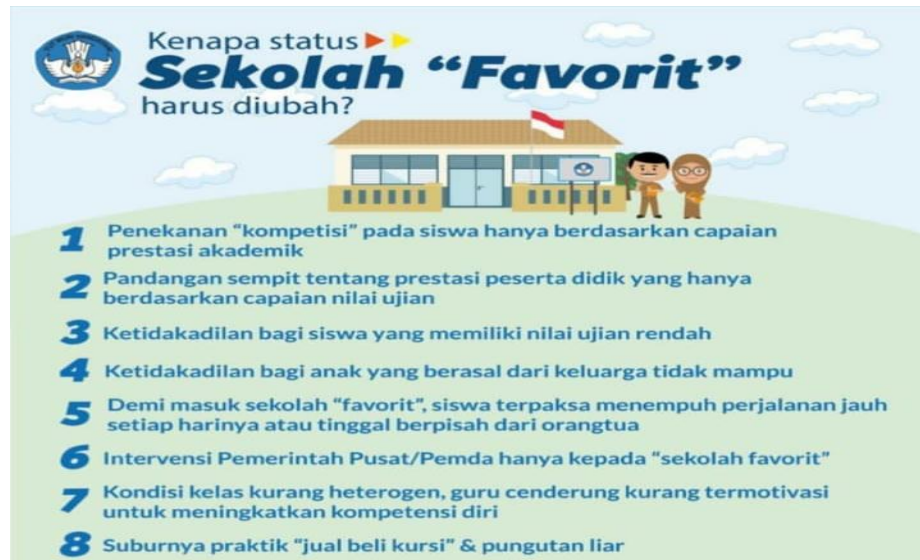 Kenapa status
Sekolah “Favorit”
harus diubah?
1 Penekanan “kompetisi” pada siswa hanya berdasarkan capaian
prestasi akademik
2 Pandangan sempit tentang prestasi peserta didik yang hanya
berdasarkan capaian nilai ujian
3 Ketidakadilan bagi siswa yang memiliki nilai ujian rendah
4 Ketidakadilan bagi anak yang berasal dari keluarga tidak mampu
5 Demi masuk sekolah “favorit”, siswa terpaksa menempuh perjalanan jauh
setiap harinya atau tinggal berpisah dari orangtua
6 Intervensi Pemerintah Pusat/Pemda hanya kepada “sekolah favorit”
7 Kondisi kelas kurang heterogen, guru cenderung kurang termotivasi
untuk meningkatkan kompetensi diri
8 Suburnya praktik “jual beli kursi” & pungutan liar